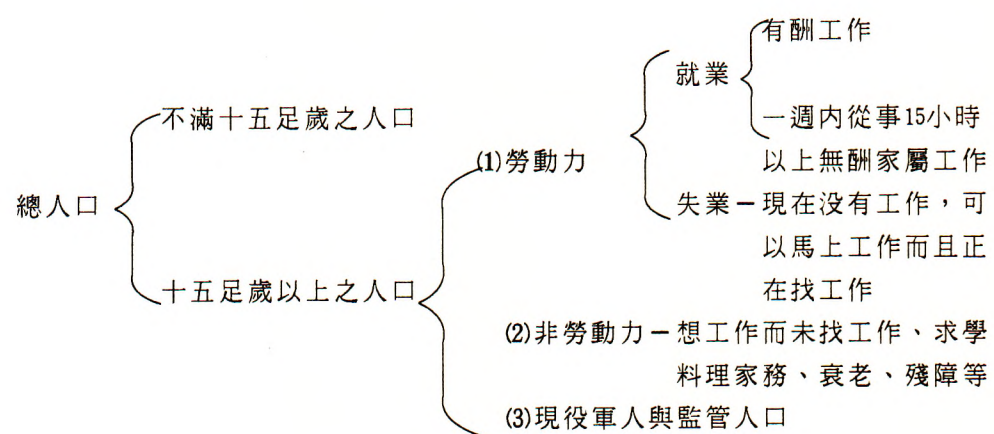 總人口
不滿十五足歲之人口
十五足歲以上之人口
(1)勞動力
就業
有酬工作
一週内從事15小時
以上無酬家屬工作
失業－現在没有工作，可
以馬上工作而且正
在找工作
(2)非勞動力－想工作而未找工作、求學
料理家務、衰老、殘障等
(3)現役軍人與監管人口